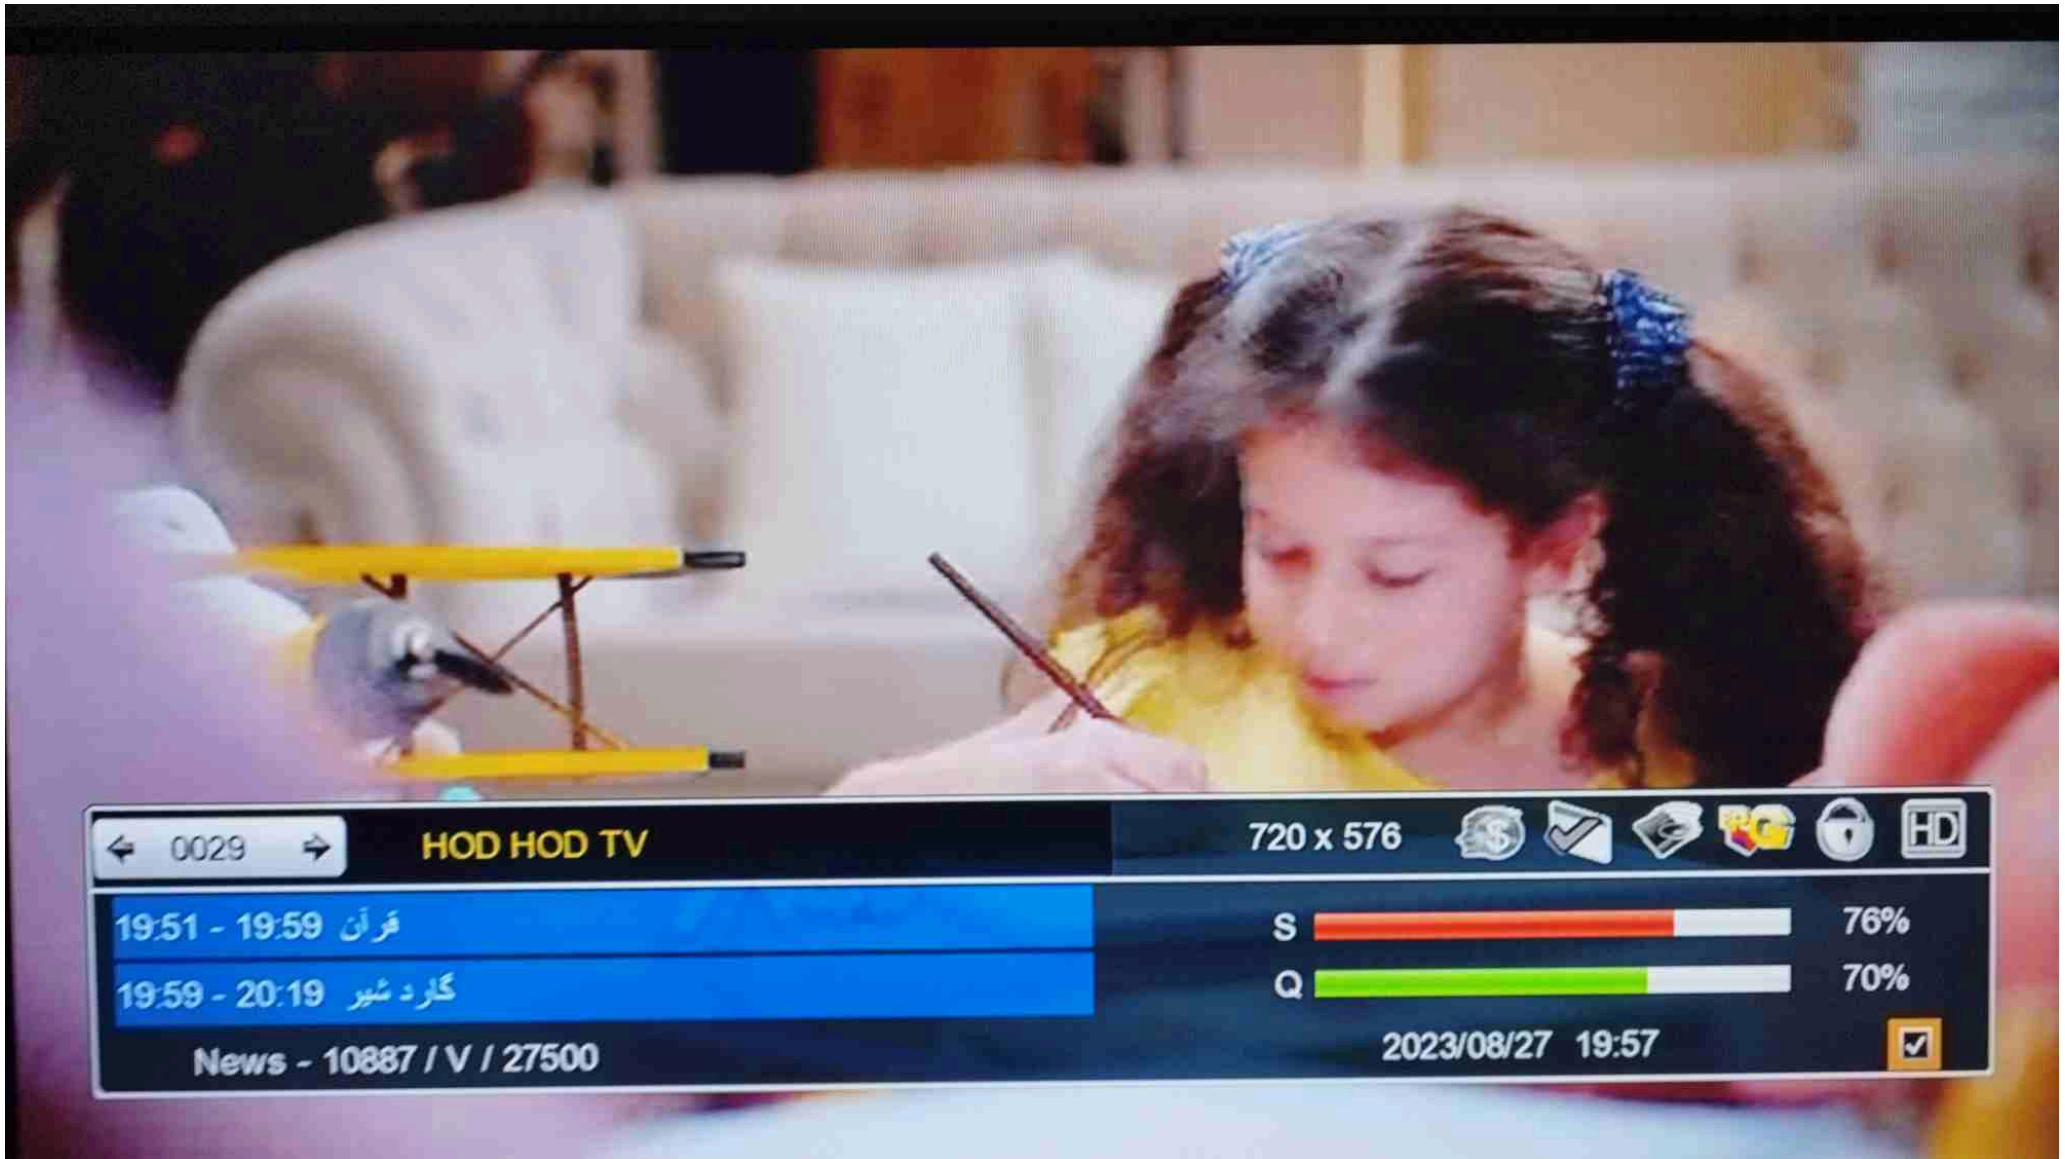 0029 HOD HOD TV 720 x 576 HD
19:51 - 19:59 قرآن
S 76%
19:59 - 20:19 گارد شیر
Q 70%
News - 10887 / V / 27500
2023/08/27 19:57